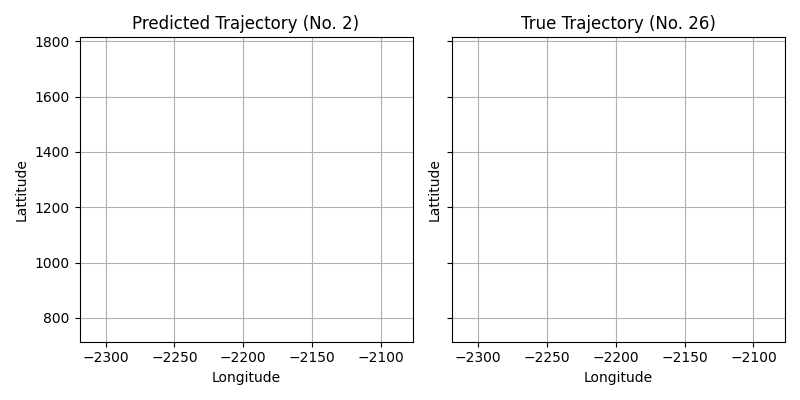 Predicted Trajectory (No. 2)
1800
1600
1400
1200
1000
800
Lattitude
−2300 −2250 −2200 −2150 −2100
Longitude
True Trajectory (No. 26)
Lattitude
−2300 −2250 −2200 −2150 −2100
Longitude